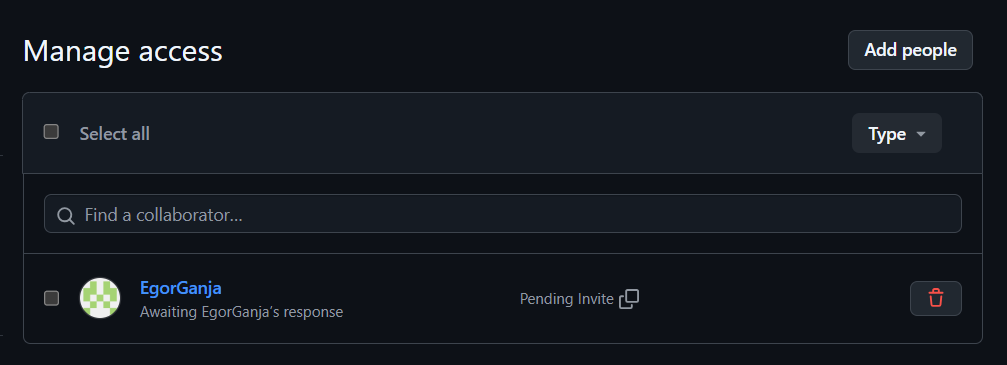 Manage access
Add people
Select all
Type
Find a collaborator...
EgorGanja
Awaiting EgorGanja's response
Pending Invite